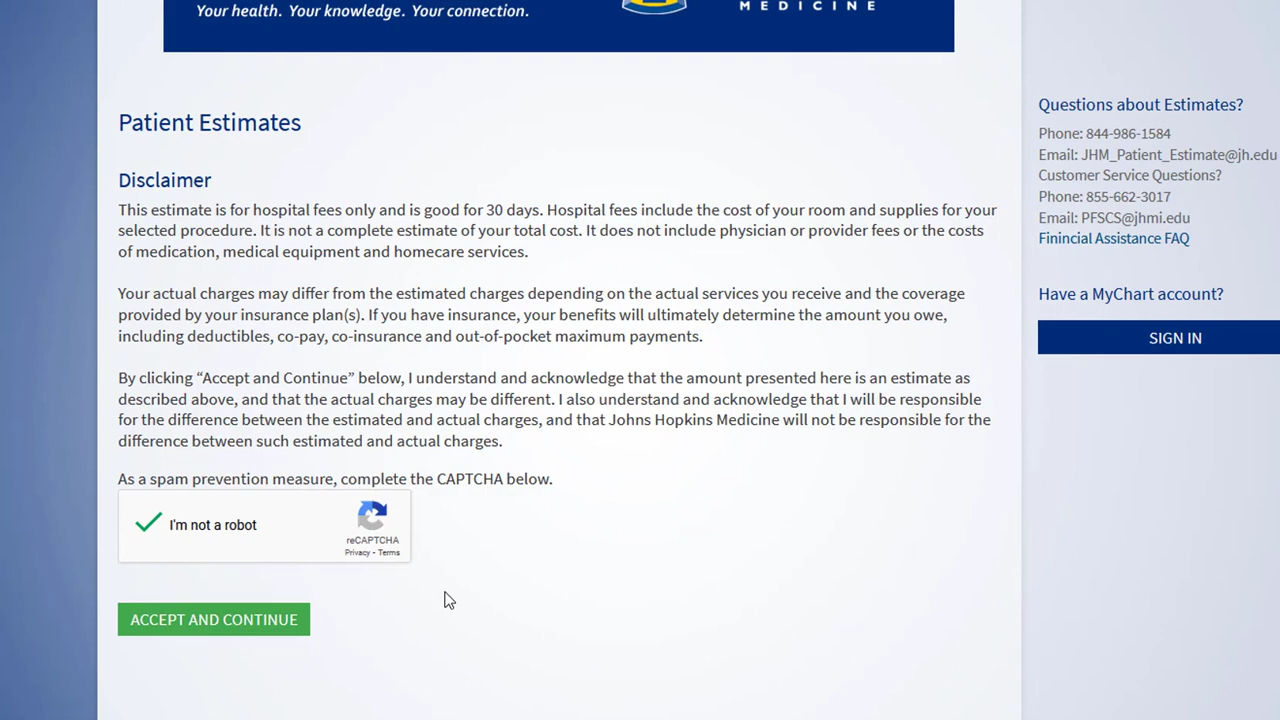 Your health. Your knowledge. Your connection.
MEDICINE
Patient Estimates
Disclaimer
This estimate is for hospital fees only and is good for 30 days. Hospital fees include the cost of your room and supplies for your
selected procedure. It is not a complete estimate of your total cost. It does not include physician or provider fees or the costs
of medication, medical equipment and homecare services.
Your actual charges may differ from the estimated charges depending on the actual services you receive and the coverage
provided by your insurance plan(s). If you have insurance, your benefits will ultimately determine the amount you owe,
including deductibles, co-pay, co-insurance and out-of-pocket maximum payments.
By clicking “Accept and Continue” below, I understand and acknowledge that the amount presented here is an estimate as
described above, and that the actual charges may be different. I also understand and acknowledge that I will be responsible
for the difference between the estimated and actual charges, and that Johns Hopkins Medicine will not be responsible for the
difference between such estimated and actual charges.
As a spam prevention measure, complete the CAPTCHA below.
I'm not a robot
reCAPTCHA
Privacy - Terms
ACCEPT AND CONTINUE
Questions about Estimates?
Phone: 844-986-1584
Email: JHM_Patient_Estimate@jh.edu
Customer Service Questions?
Phone: 855-662-3017
Email: PFSCS@jhmi.edu
Finincial Assistance FAQ
Have a MyChart account?
SIGN IN